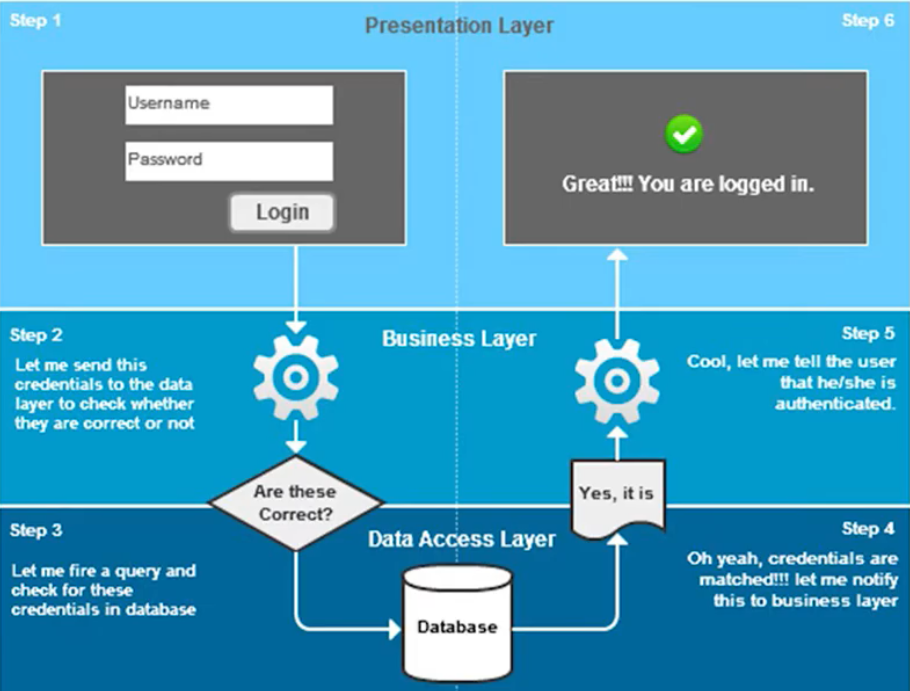 Step 1
Presentation Layer
Step 6
Username
Password
Login
Great!!! You are logged in.
Step 2
Let me send this
credentials to the data
layer to check whether
they are correct or not
Business Layer
Step 5
Cool, let me tell the user
that he/she is
authenticated.
Are these
Correct?
Yes, it is
Step 3
Let me fire a query and
check for these
credentials in database
Data Access Layer
Database
Step 4
Oh yeah, credentials are
matched!!! let me notify
this to business layer